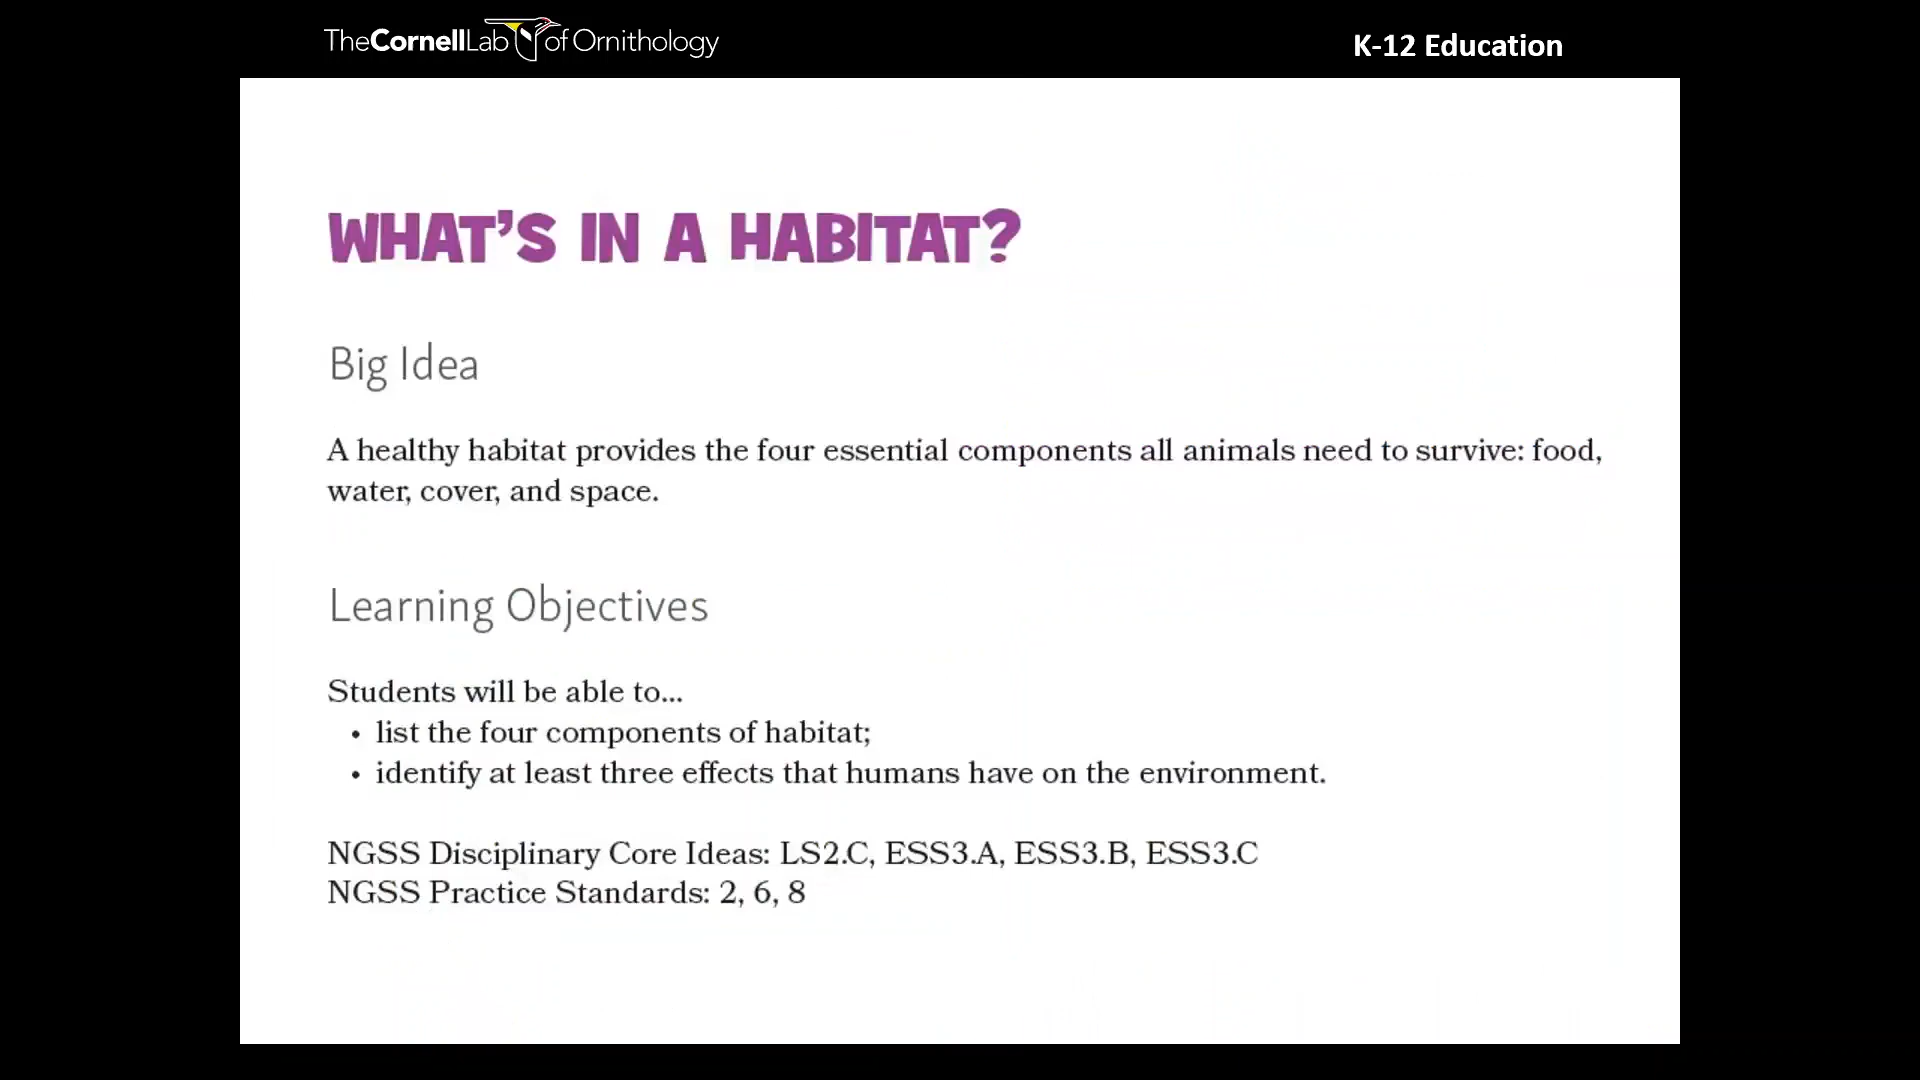 TheCornellLab of Ornithology
K-12 Education
WHAT'S IN A HABITAT?
Big Idea
A healthy habitat provides the four essential components all animals need to survive: food,
water, cover, and space.
Learning Objectives
Students will be able to...
• list the four components of habitat;
• identify at least three effects that humans have on the environment.
NGSS Disciplinary Core Ideas: LS2.C, ESS3.A, ESS3.B, ESS3.C
NGSS Practice Standards: 2, 6, 8